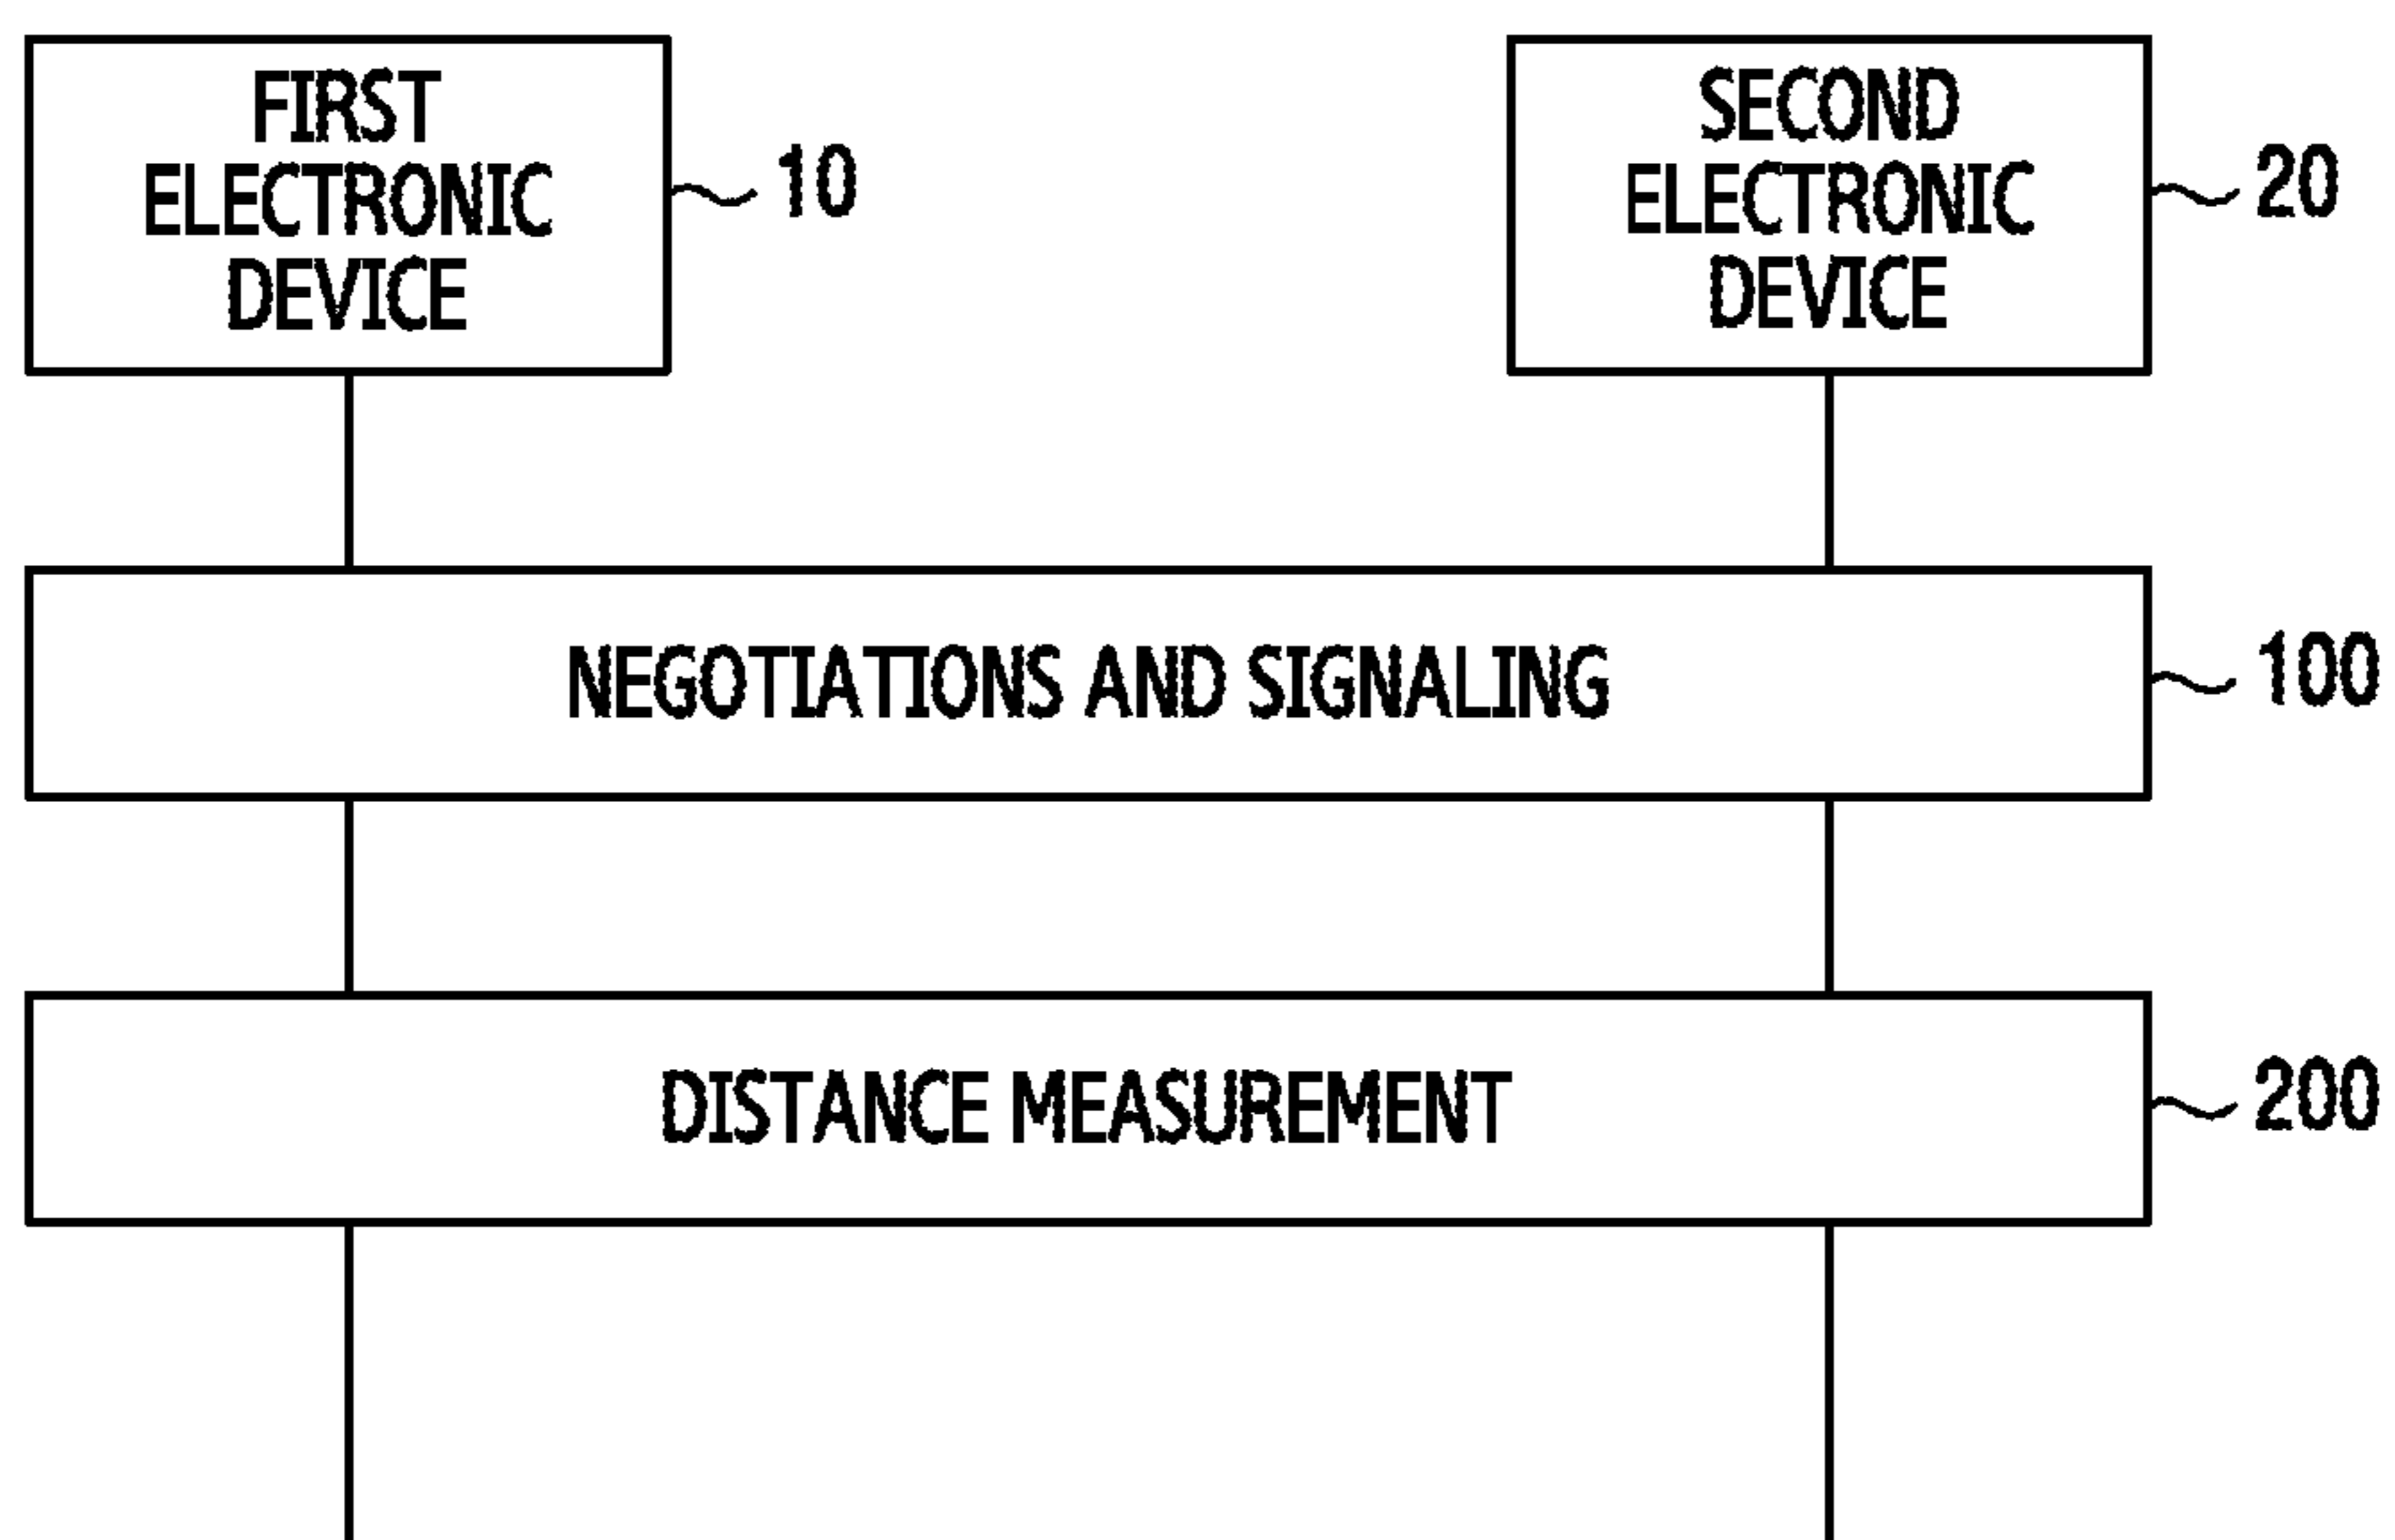 FIRST
ELECTRONIC
DEVICE
10
SECOND
ELECTRONIC
DEVICE
20
NEGOTIATIONS AND SIGNALING
100
DISTANCE MEASUREMENT
200